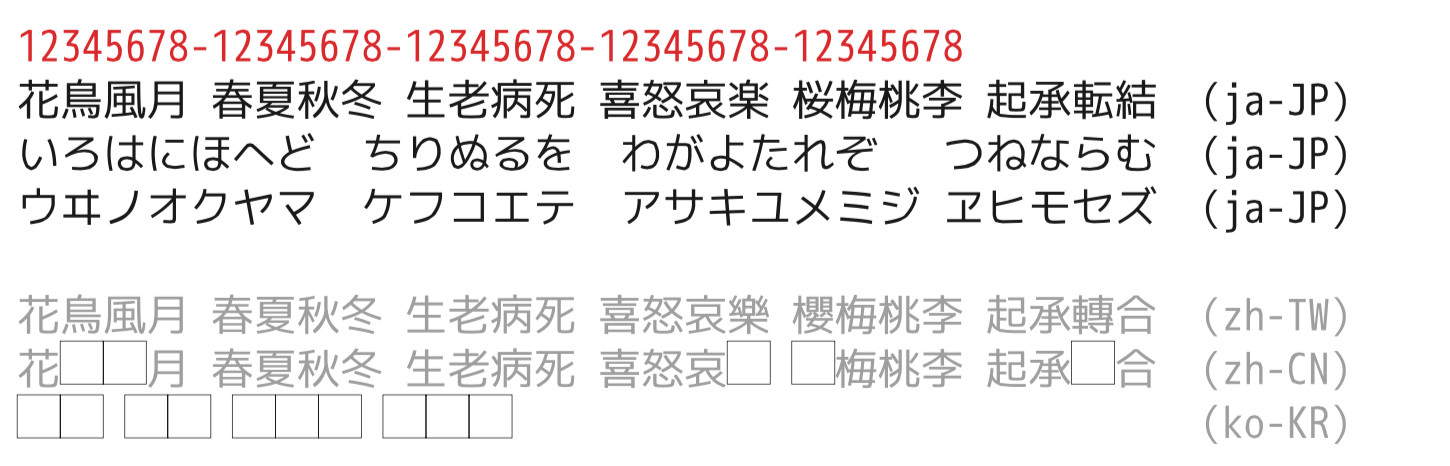 12345678-12345678-12345678-12345678-12345678
花鳥風月 春夏秋冬 生老病死 喜怒哀楽 桜梅桃李 起承転結 (ja-JP)
いろはにほへど ちりぬるを わがよたれぞ つねならむ (ja-JP)
ウヰノオクヤマ ケフコエテ アサキユメミジ ヱヒモセズ (ja-JP)
花鳥風月 春夏秋冬 生老病死 喜怒哀樂 櫻梅桃李 起承轉合 (zh-TW)
花□□月 春夏秋冬 生老病死 喜怒哀□ □梅桃李 起承□合 (zh-CN)
□□ □□ □□□ □□□ (ko-KR)